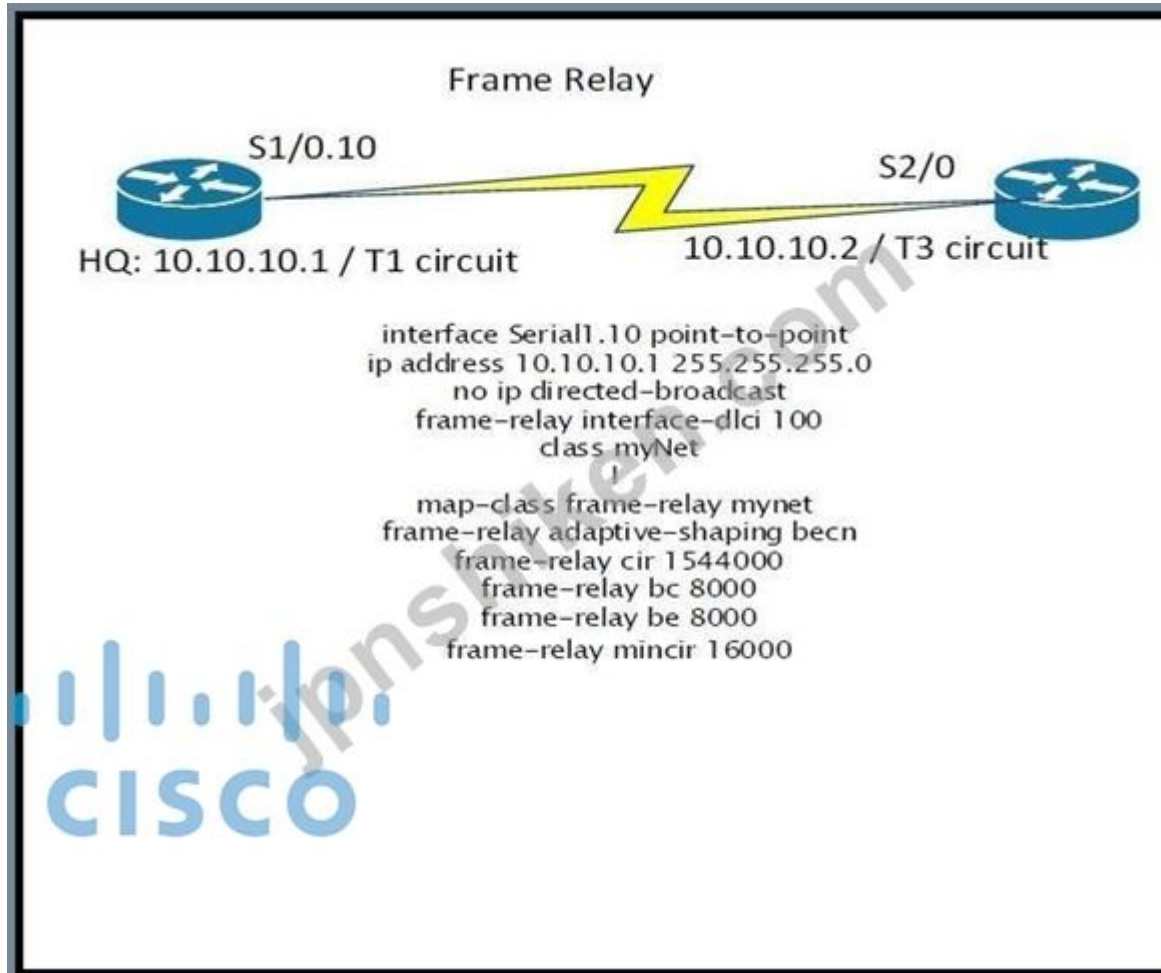 Frame Relay
S1/0.10
S2/0
HQ: 10.10.10.1 / T1 circuit
10.10.10.2 / T3 circuit
interface Serial1.10 point-to-point
ip address 10.10.10.1 255.255.255.0
no ip directed-broadcast
frame-relay interface-dlci 100
class myNet
!
map-class frame-relay mynet
frame-relay adaptive-shaping becn
frame-relay cir 1544000
frame-relay bc 8000
frame-relay be 8000
frame-relay mincir 16000
jpnshiken.com
CISCO